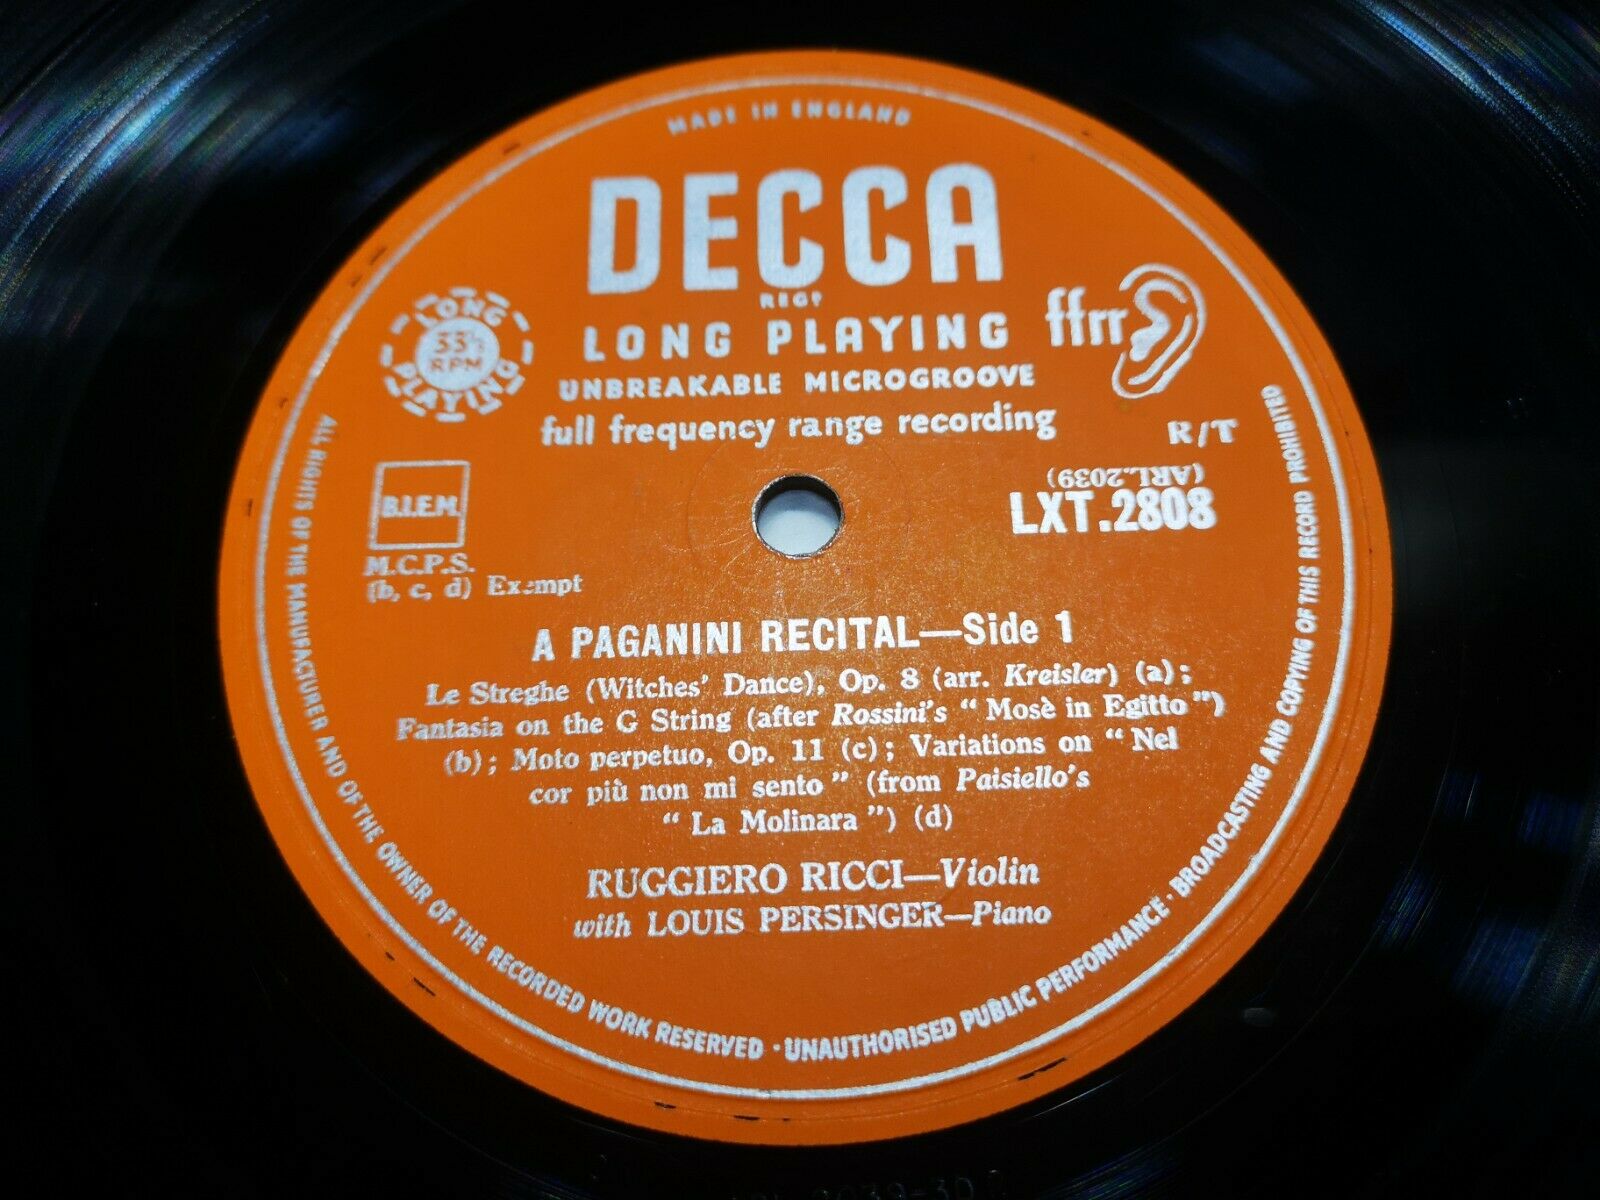 MADE IN ENGLAND
DECCA
REGD
LONG PLAYING
UNBREAKABLE MICROGROOVE
full frequency range recording
LONG
33⅓
RPM
PLAYING
ffrr
R/T
(ARL.2039)
LXT.2808
B.I.E.M.
M.C.P.S.
(b, c, d) Exempt
A PAGANINI RECITAL—Side 1
Le Streghe (Witches' Dance), Op. 8 (arr. Kreisler) (a);
Fantasia on the G String (after Rossini's "Mosè in Egitto")
(b); Moto perpetuo, Op. 11 (c); Variations on "Nel
cor più non mi sento" (from Paisiello's
"La Molinara") (d)
RUGGIERO RICCI—Violin
with LOUIS PERSINGER—Piano
ALL RIGHTS OF THE MANUFACTURER AND OF THE OWNER OF THE RECORDED WORK RESERVED · UNAUTHORISED PUBLIC PERFORMANCE · BROADCASTING AND COPYING OF THIS RECORD PROHIBITED